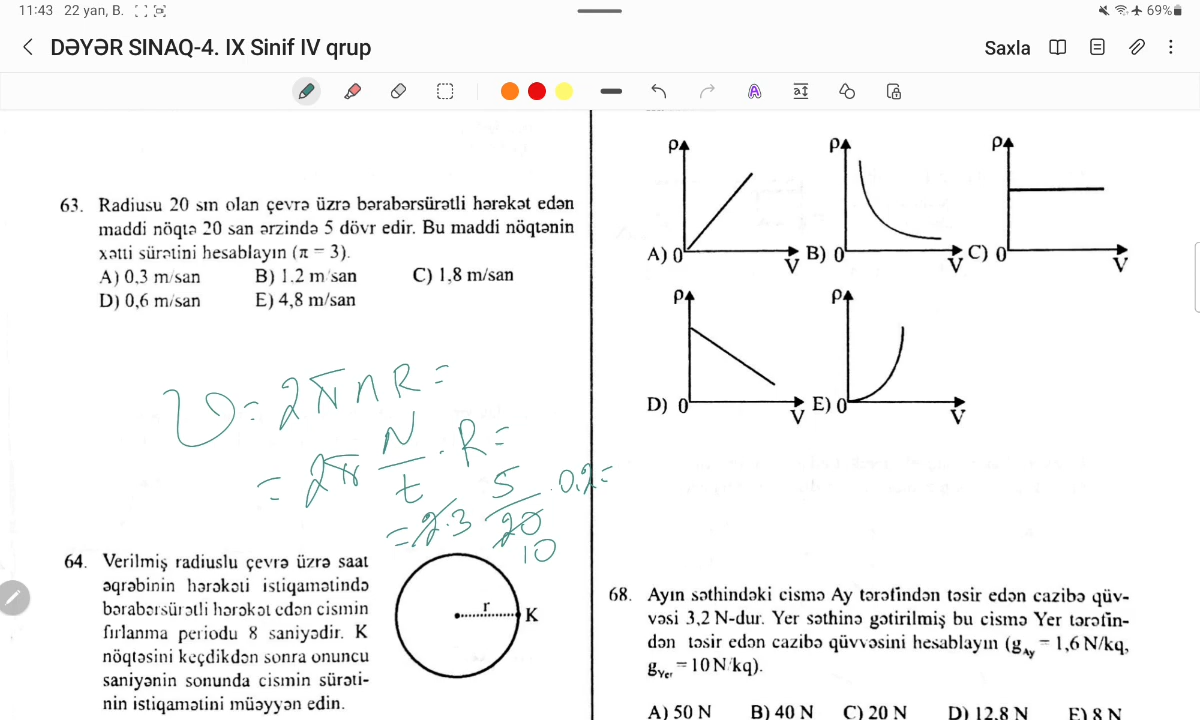 11:43 22 yan, B.
69%
DƏYƏR SINAQ-4. IX Sinif IV qrup
Saxla
63. Radiusu 20 sm olan çevrə üzrə bərabərsürətli hərəkət edən
maddi nöqtə 20 san ərzində 5 dövr edir. Bu maddi nöqtənin
xətti sürətini hesablayın (π = 3).
A) 0,3 m/san B) 1.2 m/san C) 1,8 m/san
D) 0,6 m/san E) 4,8 m/san
υ = 2πnR =
= 2π N/t · R =
= 2·3 5/20 · 0,2 =
10
64. Verilmiş radiuslu çevrə üzrə saat
əqrəbinin hərəkəti istiqamətində
bərabərsürətli hərəkət edən cismin
fırlanma periodu 8 saniyədir. K
nöqtəsini keçdikdən sonra onuncu
saniyənin sonunda cismin sürəti-
nin istiqamətini müəyyən edin.
r
K
ρ ρ ρ
A) 0 V B) 0 V C) 0 V
ρ ρ
D) 0 V E) 0 V
68. Ayın səthindəki cismə Ay tərəfindən təsir edən cazibə qüv-
vəsi 3,2 N-dur. Yer səthinə gətirilmiş bu cismə Yer tərəfin-
dən təsir edən cazibə qüvvəsini hesablayın (gAy = 1,6 N/kq,
gYer = 10 N/kq).
A) 50 N B) 40 N C) 20 N D) 12,8 N E) 8 N